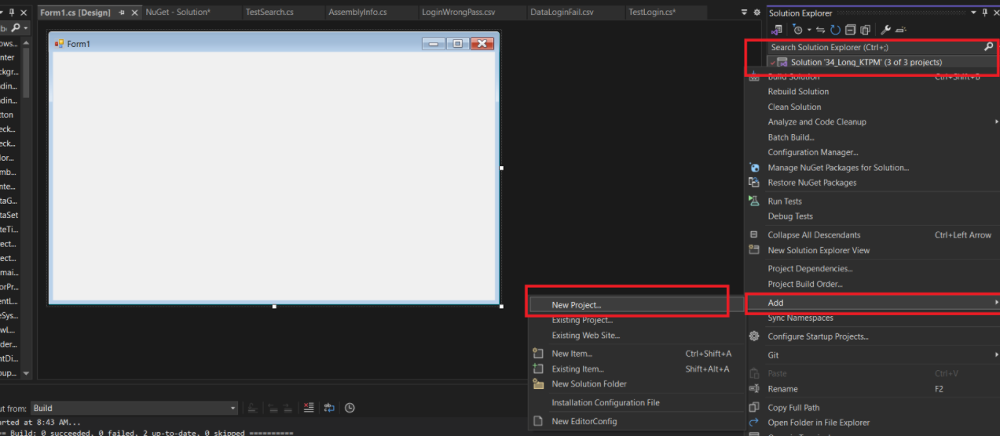 Form1.cs [Design]
NuGet - Solution*
TestSearch.cs
AssemblyInfo.cs
LoginWrongPass.csv
DataLoginFail.csv
TestLogin.cs*
Form1
Solution Explorer
Search Solution Explorer (Ctrl+;)
Solution '34_Long_KTPM' (3 of 3 projects)
Build Solution Ctrl+Shift+B
Rebuild Solution
Clean Solution
Analyze and Code Cleanup
Batch Build...
Configuration Manager...
Manage NuGet Packages for Solution...
Restore NuGet Packages
Run Tests
Debug Tests
Collapse All Descendants Ctrl+Left Arrow
New Solution Explorer View
Project Dependencies...
Project Build Order...
Add
Sync Namespaces
Configure Startup Projects...
Git
Paste Ctrl+V
Rename F2
Copy Full Path
Open Folder in File Explorer
New Project...
Existing Project...
Existing Web Site...
New Item... Ctrl+Shift+A
Existing Item... Shift+Alt+A
New Solution Folder
Installation Configuration File
New EditorConfig
ows...
nter
ckgr...
ndin...
ndin...
tton
eck...
eck...
lor...
mb...
nte...
taG...
taSet
teTi...
ect...
ect...
mai...
orPr...
entL...
eSys...
wL...
der...
ntDi...
oup...
ut from: Build
arted at 8:43 AM...
== Build: 0 succeeded, 0 failed, 2 up-to-date, 0 skipped ==========